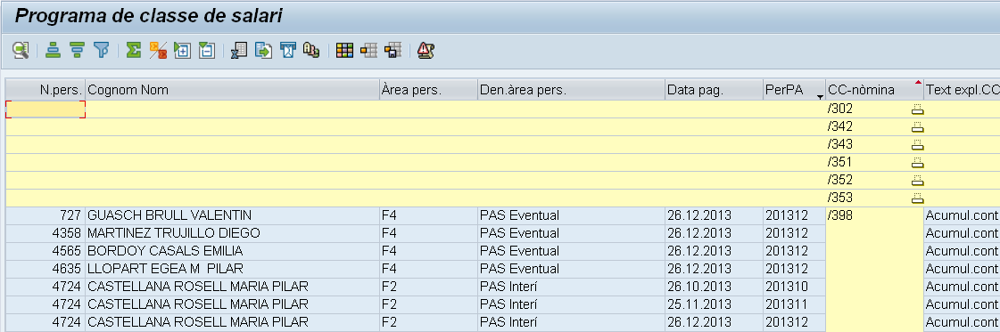 Programa de classe de salari
N.pers. Cognom Nom Àrea pers. Den.àrea pers. Data pag. PerPA CC-nòmina Text expl.CC
/302
/342
/343
/351
/352
/353
727 GUASCH BRULL VALENTIN F4 PAS Eventual 26.12.2013 201312 /398 Acumul.cont
4358 MARTINEZ TRUJILLO DIEGO F4 PAS Eventual 26.12.2013 201312 Acumul.cont
4565 BORDOY CASALS EMILIA F4 PAS Eventual 26.12.2013 201312 Acumul.cont
4635 LLOPART EGEA M PILAR F4 PAS Eventual 26.12.2013 201312 Acumul.cont
4724 CASTELLANA ROSELL MARIA PILAR F2 PAS Interí 26.10.2013 201310 Acumul.cont
4724 CASTELLANA ROSELL MARIA PILAR F2 PAS Interí 25.11.2013 201311 Acumul.cont
4724 CASTELLANA ROSELL MARIA PILAR F2 PAS Interí 26.12.2013 201312 Acumul.cont